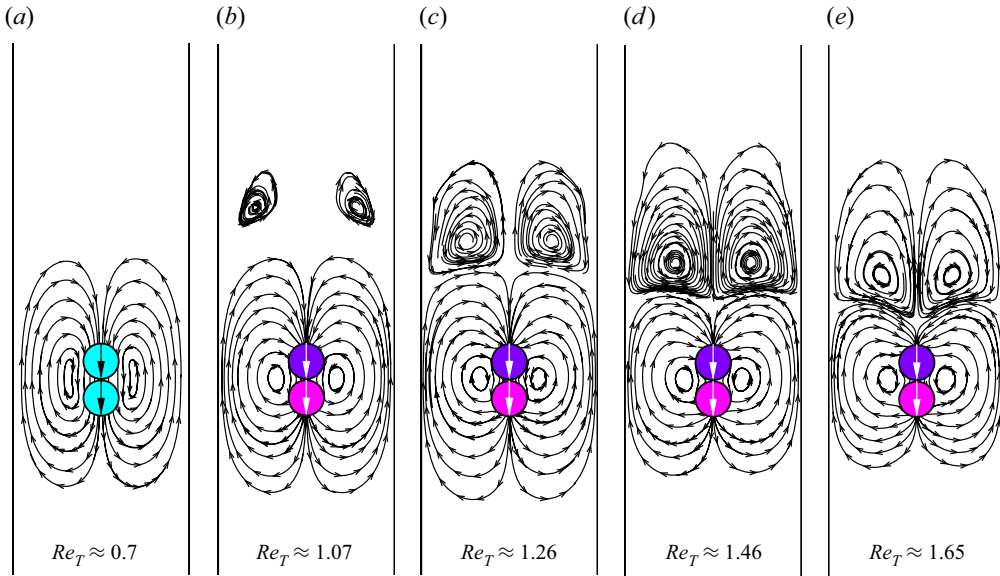 (a) (b) (c) (d) (e)
Re_T ≈ 0.7 Re_T ≈ 1.07 Re_T ≈ 1.26 Re_T ≈ 1.46 Re_T ≈ 1.65